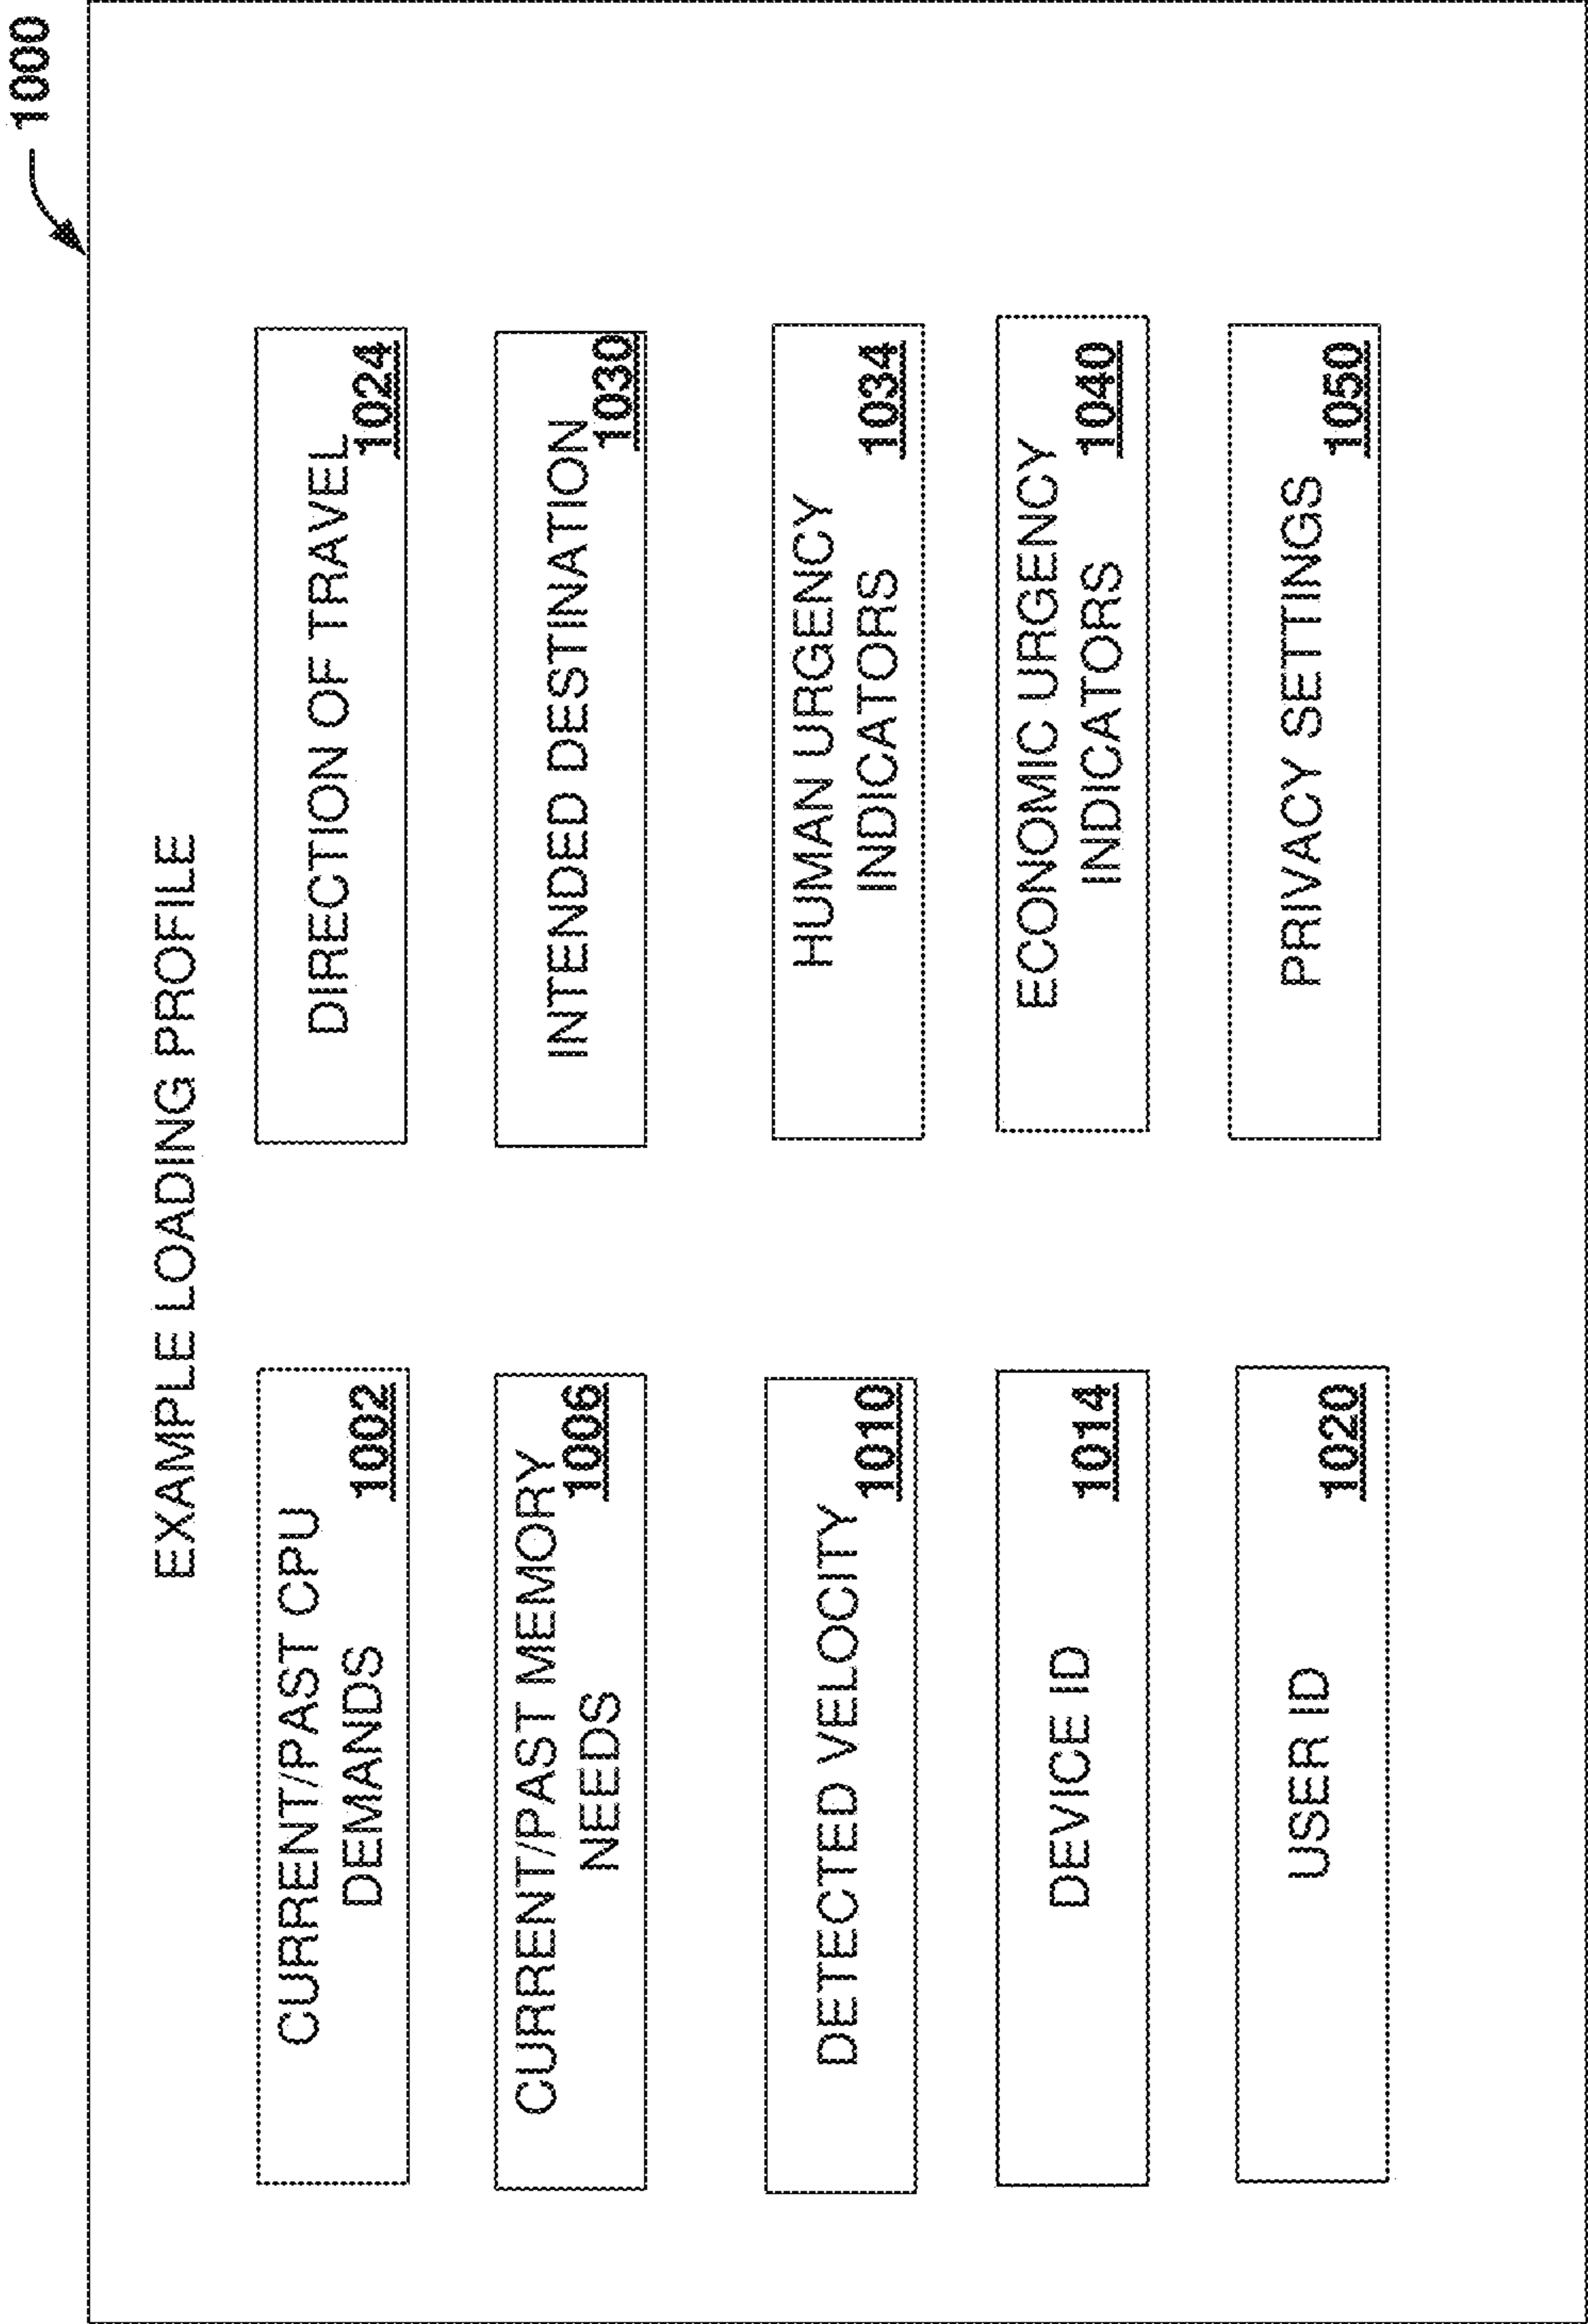 1000
EXAMPLE LOADING PROFILE
CURRENT/PAST CPU
DEMANDS
1002
CURRENT/PAST MEMORY
NEEDS
1006
DETECTED VELOCITY
1010
DEVICE ID
1014
USER ID
1020
DIRECTION OF TRAVEL
1024
INTENDED DESTINATION
1030
HUMAN URGENCY
INDICATORS
1034
ECONOMIC URGENCY
INDICATORS
1040
PRIVACY SETTINGS
1050